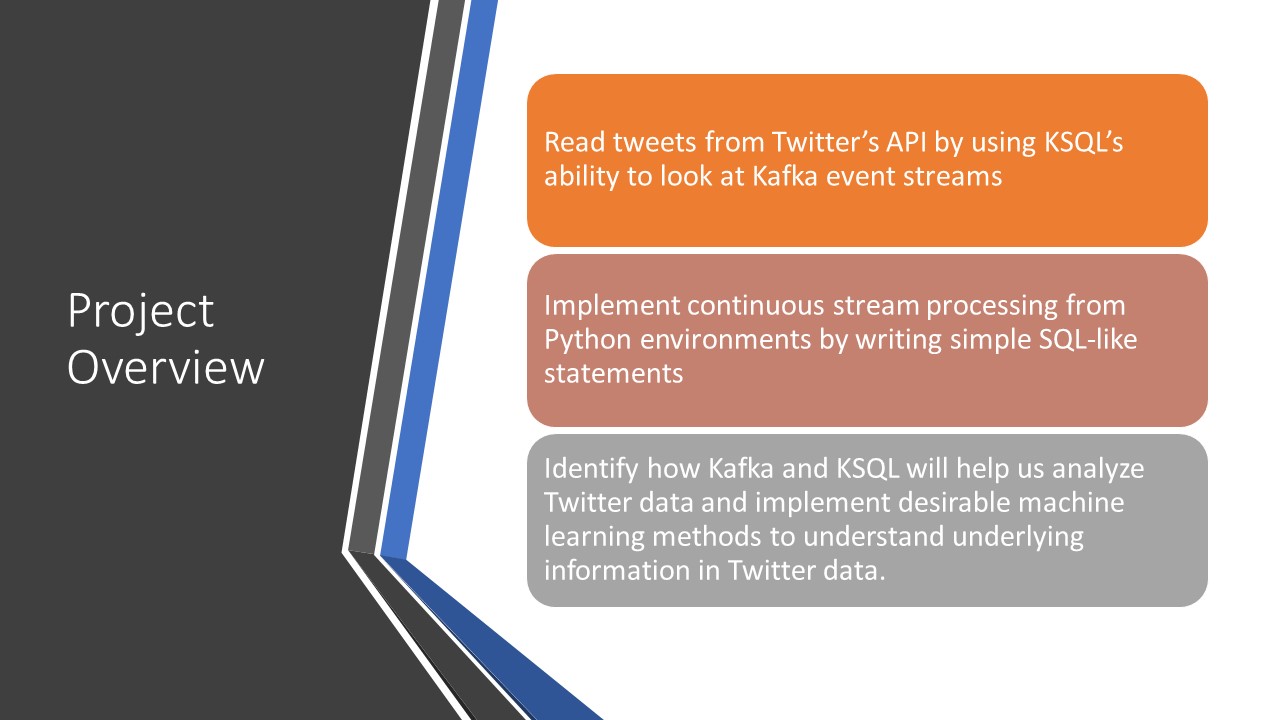 Project
Overview
Read tweets from Twitter’s API by using KSQL’s
ability to look at Kafka event streams
Implement continuous stream processing from
Python environments by writing simple SQL-like
statements
Identify how Kafka and KSQL will help us analyze
Twitter data and implement desirable machine
learning methods to understand underlying
information in Twitter data.